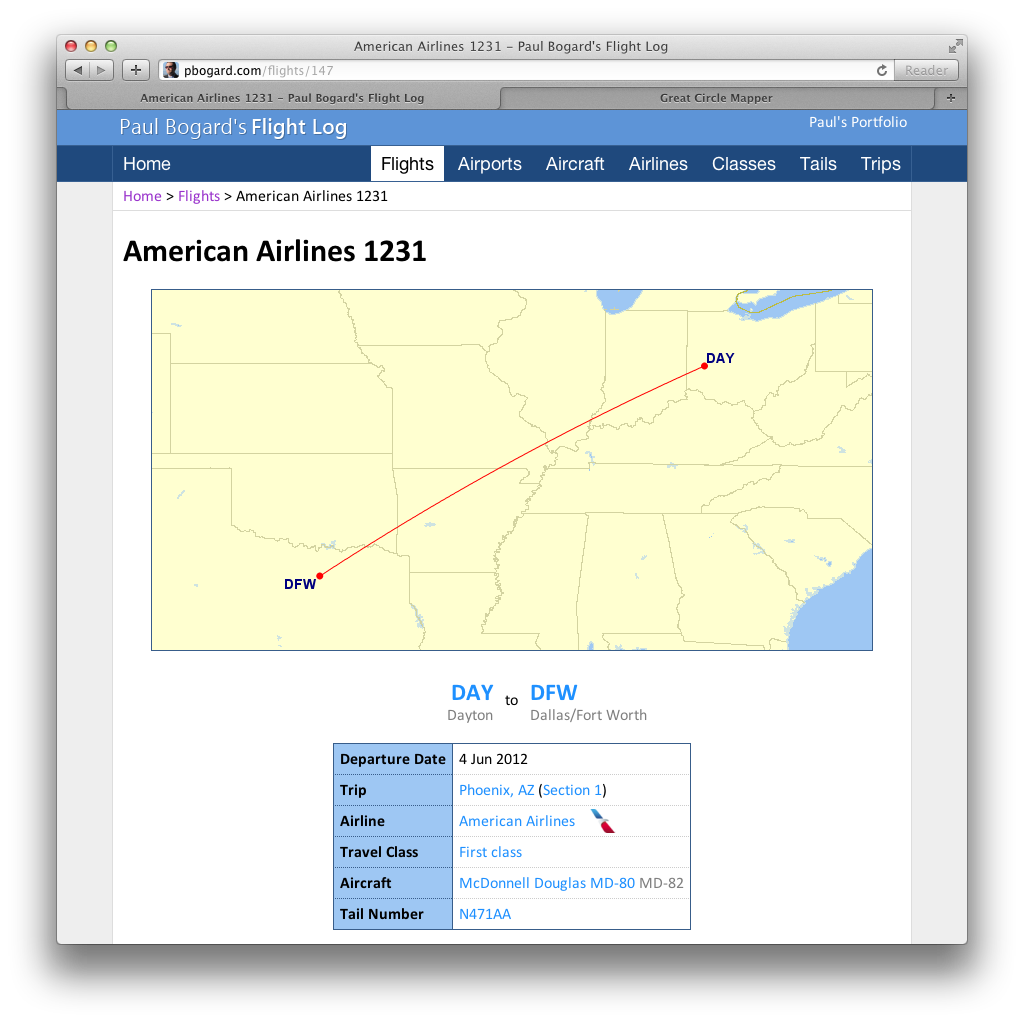 American Airlines 1231 – Paul Bogard's Flight Log
pbogard.com/flights/147
Reader
American Airlines 1231 – Paul Bogard's Flight Log
Great Circle Mapper
Paul Bogard's Flight Log
Paul's Portfolio
Home Flights Airports Aircraft Airlines Classes Tails Trips
Home > Flights > American Airlines 1231
American Airlines 1231
DAY
DFW
DAY to DFW
Dayton Dallas/Fort Worth
Departure Date 4 Jun 2012
Trip Phoenix, AZ (Section 1)
Airline American Airlines
Travel Class First class
Aircraft McDonnell Douglas MD-80 MD-82
Tail Number N471AA